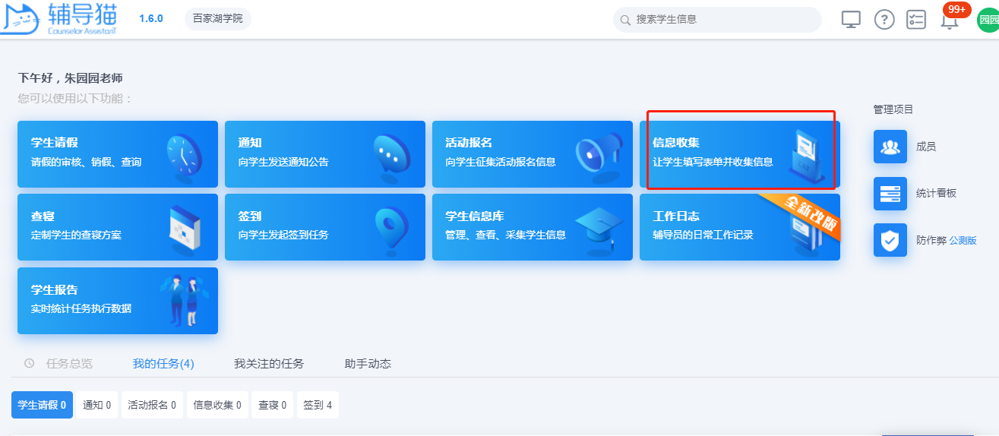 辅导猫
Counselor Assistant
1.6.0
百家湖学院
搜索学生信息
?
99+
园园
下午好，朱园园老师
您可以使用以下功能：
学生请假
请假的审核、销假、查询
通知
向学生发送通知公告
活动报名
向学生征集活动报名信息
信息收集
让学生填写表单并收集信息
查寝
定制学生的查寝方案
签到
向学生发起签到任务
学生信息库
管理、查看、采集学生信息
工作日志
辅导员的日常工作记录
全新改版
学生报告
实时统计任务执行数据
管理项目
成员
统计看板
防作弊 公测版
任务总览
我的任务(4)
我关注的任务
助手动态
学生请假 0
通知 0
活动报名 0
信息收集 0
查寝 0
签到 4